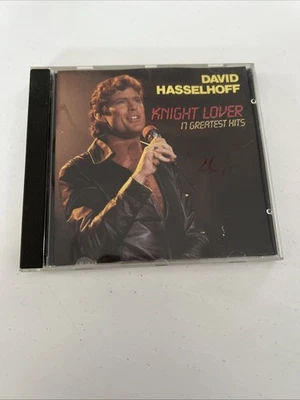 DAVID
HASSELHOFF
KNIGHT LOVER
17 GREATEST HITS